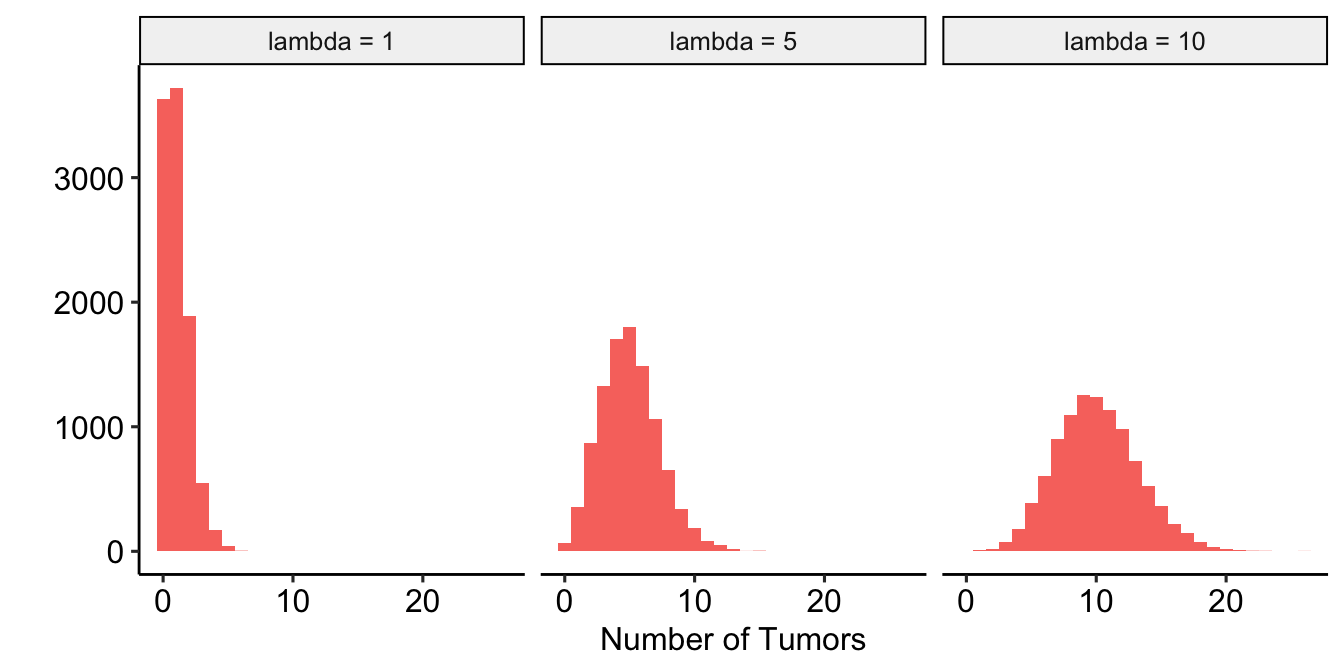 lambda = 1
lambda = 5
lambda = 10
3000
2000
1000
0
0 10 20
0 10 20
0 10 20
Number of Tumors